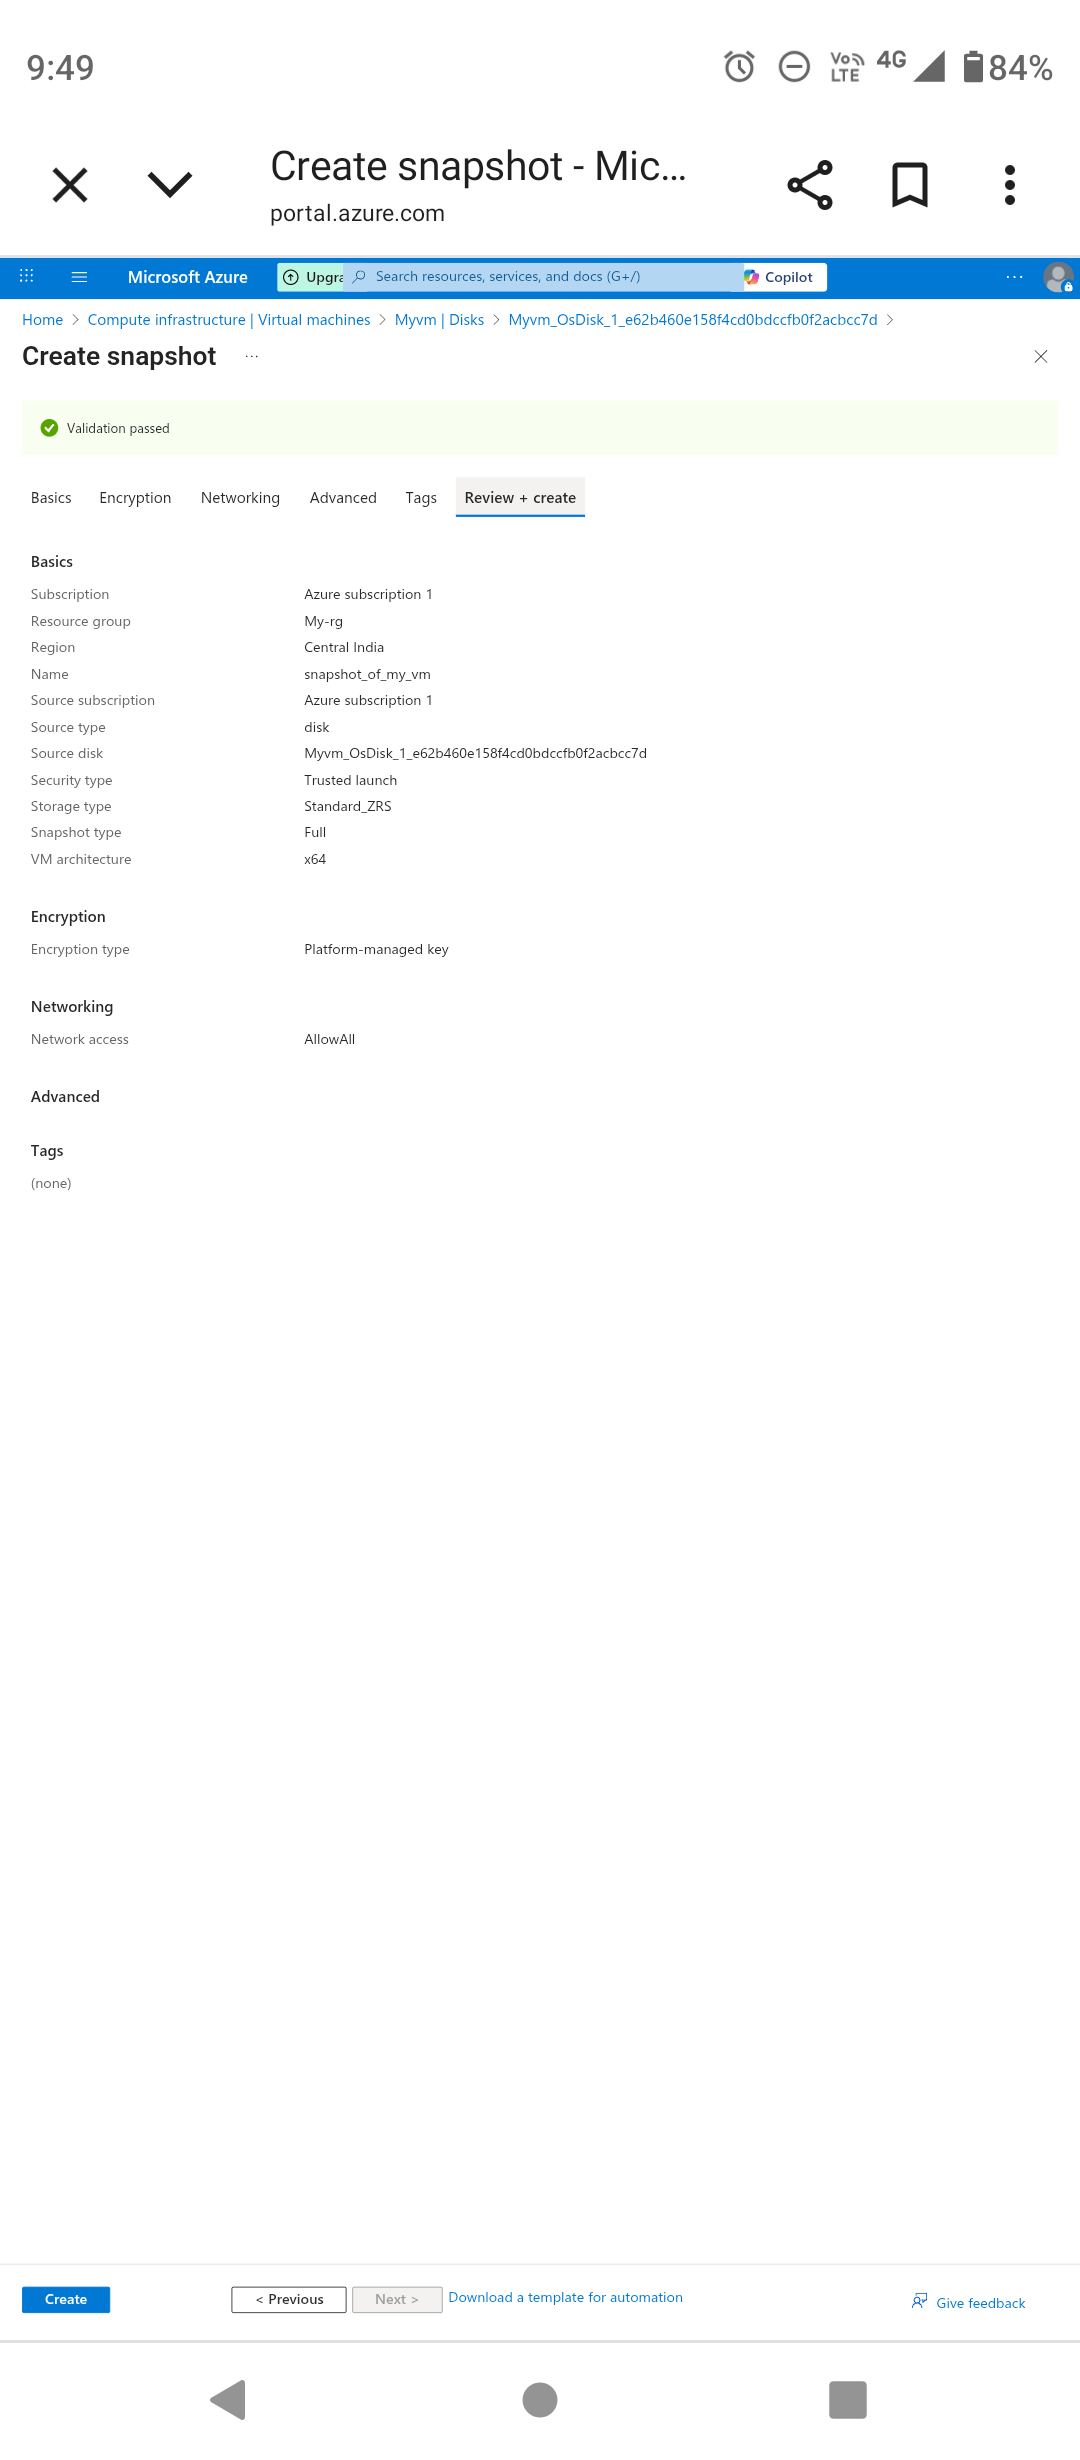 9:49
Vo LTE 4G 84%
Create snapshot - Mic...
portal.azure.com
Microsoft Azure Upgra Search resources, services, and docs (G+/) Copilot ...
Home > Compute infrastructure | Virtual machines > Myvm | Disks > Myvm_OsDisk_1_e62b460e158f4cd0bdccfb0f2acbcc7d >
Create snapshot ...
Validation passed
Basics Encryption Networking Advanced Tags Review + create
Basics
Subscription Azure subscription 1
Resource group My-rg
Region Central India
Name snapshot_of_my_vm
Source subscription Azure subscription 1
Source type disk
Source disk Myvm_OsDisk_1_e62b460e158f4cd0bdccfb0f2acbcc7d
Security type Trusted launch
Storage type Standard_ZRS
Snapshot type Full
VM architecture x64
Encryption
Encryption type Platform-managed key
Networking
Network access AllowAll
Advanced
Tags
(none)
Create < Previous Next > Download a template for automation Give feedback